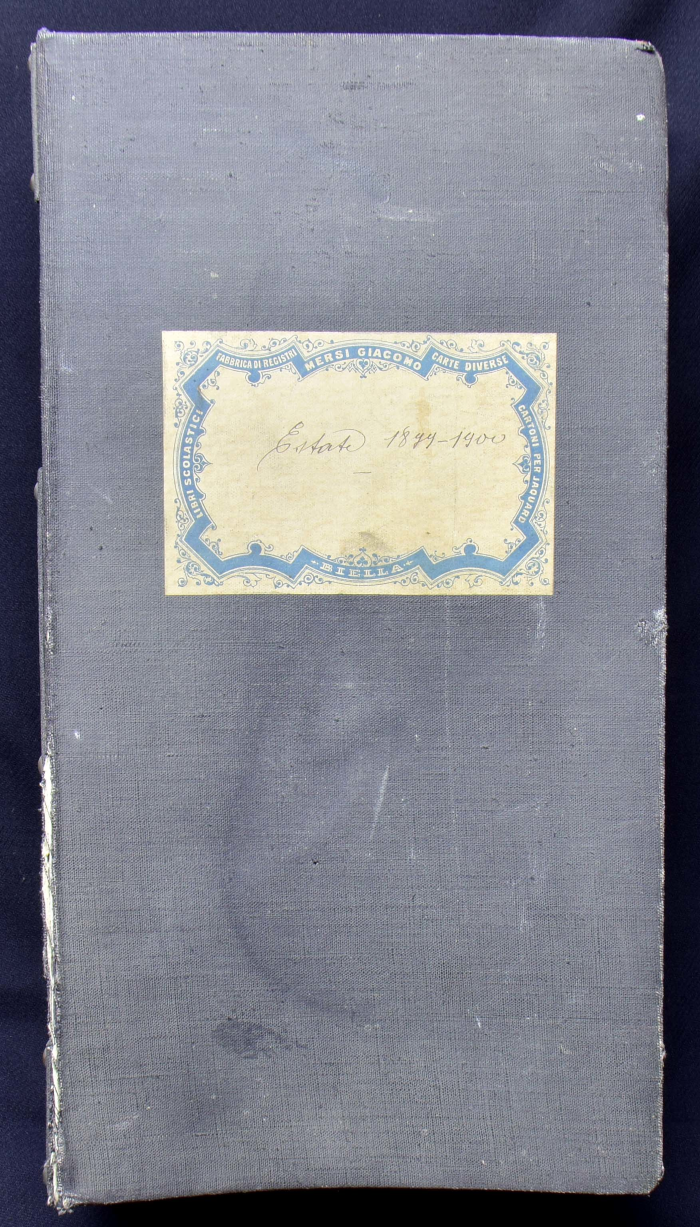 FABBRICA DI REGISTRI
MERSI GIACOMO
CARTE DIVERSE
LIBRI SCOLASTICI
CARTONI PER JAQUARD
Estate 1899-1900
BIELLA